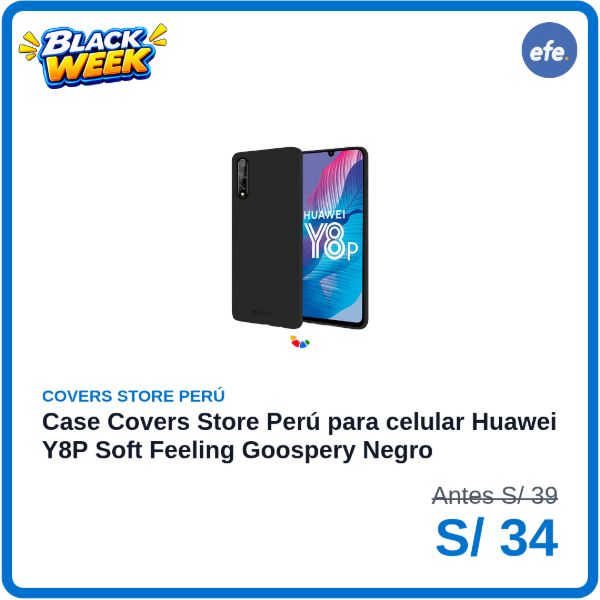 BLACK
WEEK
efe.
HUAWEI
Y8P
COVERS STORE PERÚ
Case Covers Store Perú para celular Huawei
Y8P Soft Feeling Goospery Negro
Antes S/ 39
S/ 34